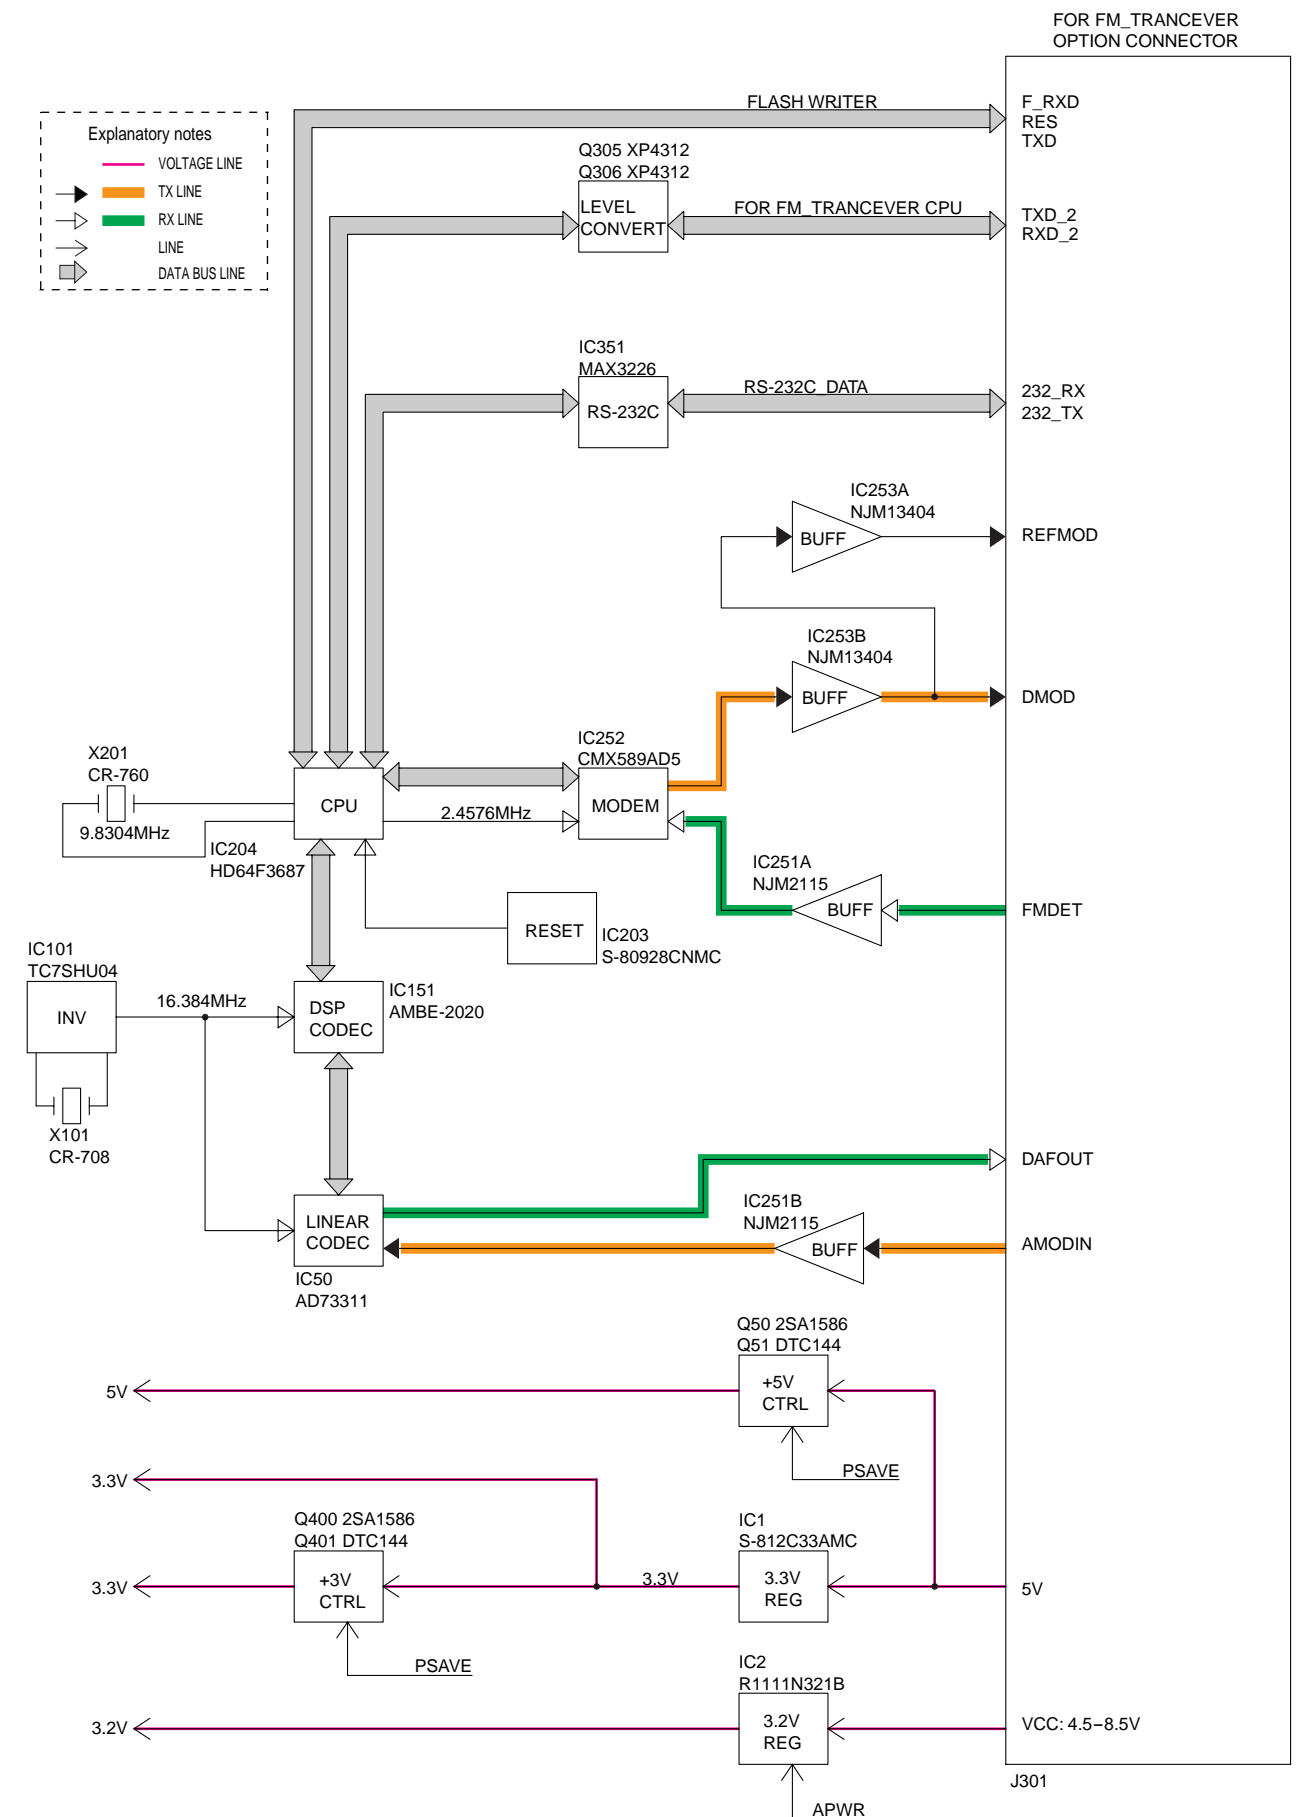 FOR FM_TRANCEVER
OPTION CONNECTOR
Explanatory notes
VOLTAGE LINE
TX LINE
RX LINE
LINE
DATA BUS LINE
FLASH WRITER
F_RXD
RES
TXD
Q305 XP4312
Q306 XP4312
LEVEL
CONVERT
FOR FM_TRANCEVER CPU
TXD_2
RXD_2
IC351
MAX3226
RS-232C
RS-232C_DATA
232_RX
232_TX
IC253A
NJM13404
BUFF
REFMOD
IC253B
NJM13404
BUFF
DMOD
X201
CR-760
9.8304MHz
CPU
IC204
HD64F3687
IC252
CMX589AD5
MODEM
2.4576MHz
IC251A
NJM2115
BUFF
FMDET
RESET
IC203
S-80928CNMC
IC101
TC7SHU04
INV
16.384MHz
X101
CR-708
DSP
CODEC
IC151
AMBE-2020
DAFOUT
LINEAR
CODEC
IC50
AD73311
IC251B
NJM2115
BUFF
AMODIN
Q50 2SA1586
Q51 DTC144
+5V
CTRL
5V
PSAVE
3.3V
Q400 2SA1586
Q401 DTC144
+3V
CTRL
3.3V
3.3V
IC1
S-812C33AMC
3.3V
REG
5V
PSAVE
IC2
R1111N321B
3.2V
REG
3.2V
VCC: 4.5–8.5V
J301
APWR